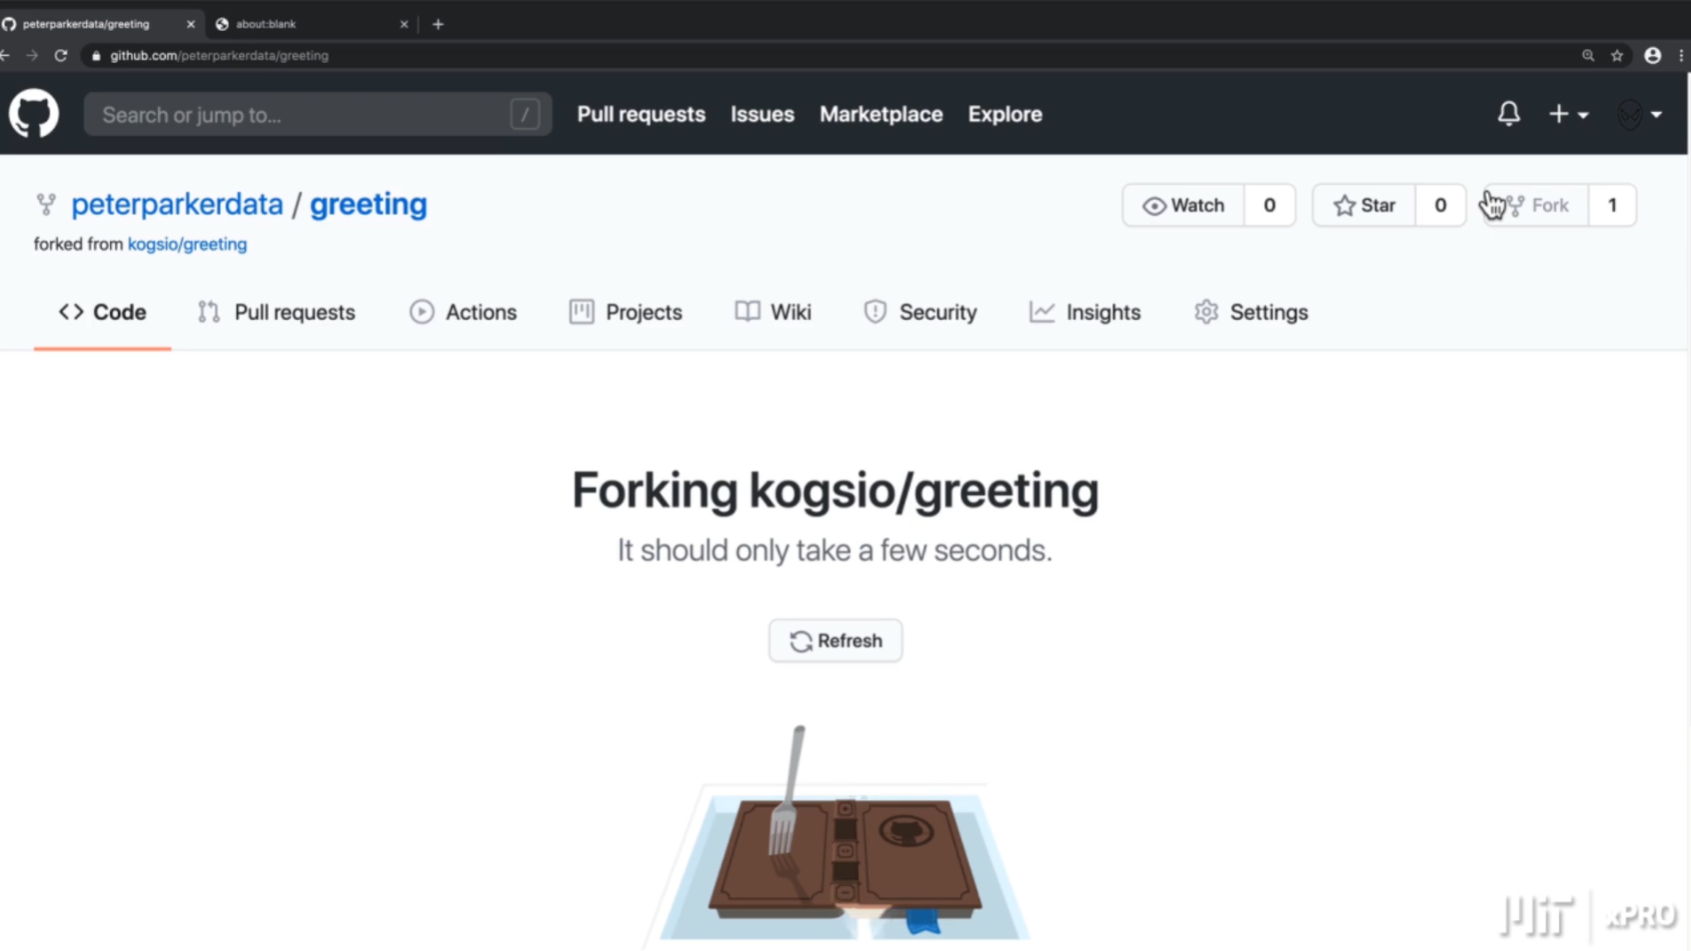 peterparkerdata/greeting
about:blank
github.com/peterparkerdata/greeting
Search or jump to...
/
Pull requests
Issues
Marketplace
Explore
peterparkerdata / greeting
Watch
0
Star
0
Fork
1
forked from kogsio/greeting
Code
Pull requests
Actions
Projects
Wiki
Security
Insights
Settings
Forking kogsio/greeting
It should only take a few seconds.
Refresh
MIT
xPRO